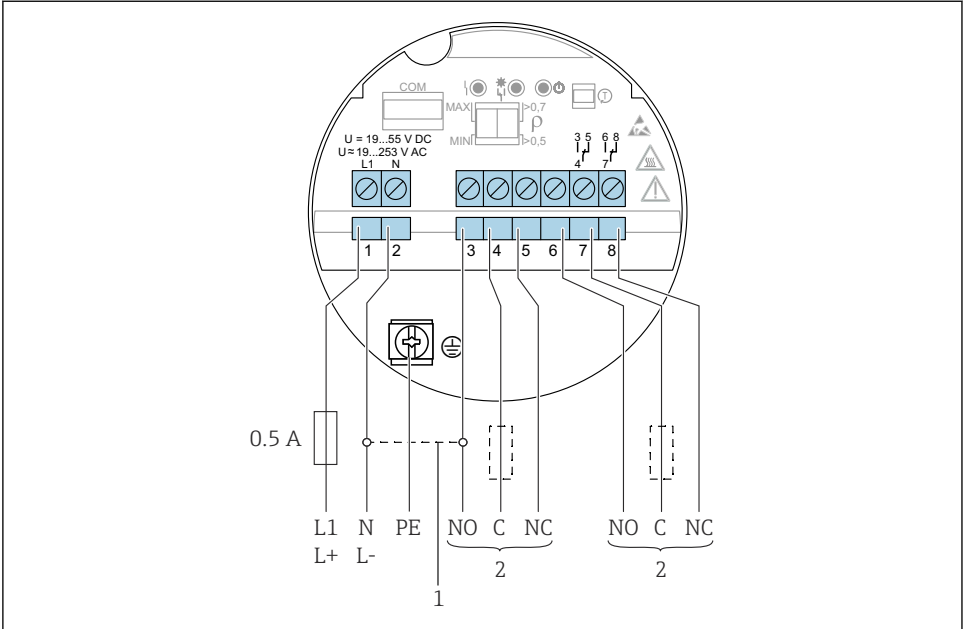 COM
MAX >0,7
ρ
MIN >0,5
U = 19...55 V DC
U≈19...253 V AC
L1 N
3 5 6 8
4 7
T
1 2 3 4 5 6 7 8
0.5 A
L1 N PE NO C NC NO C NC
L+ L-
2 2
1